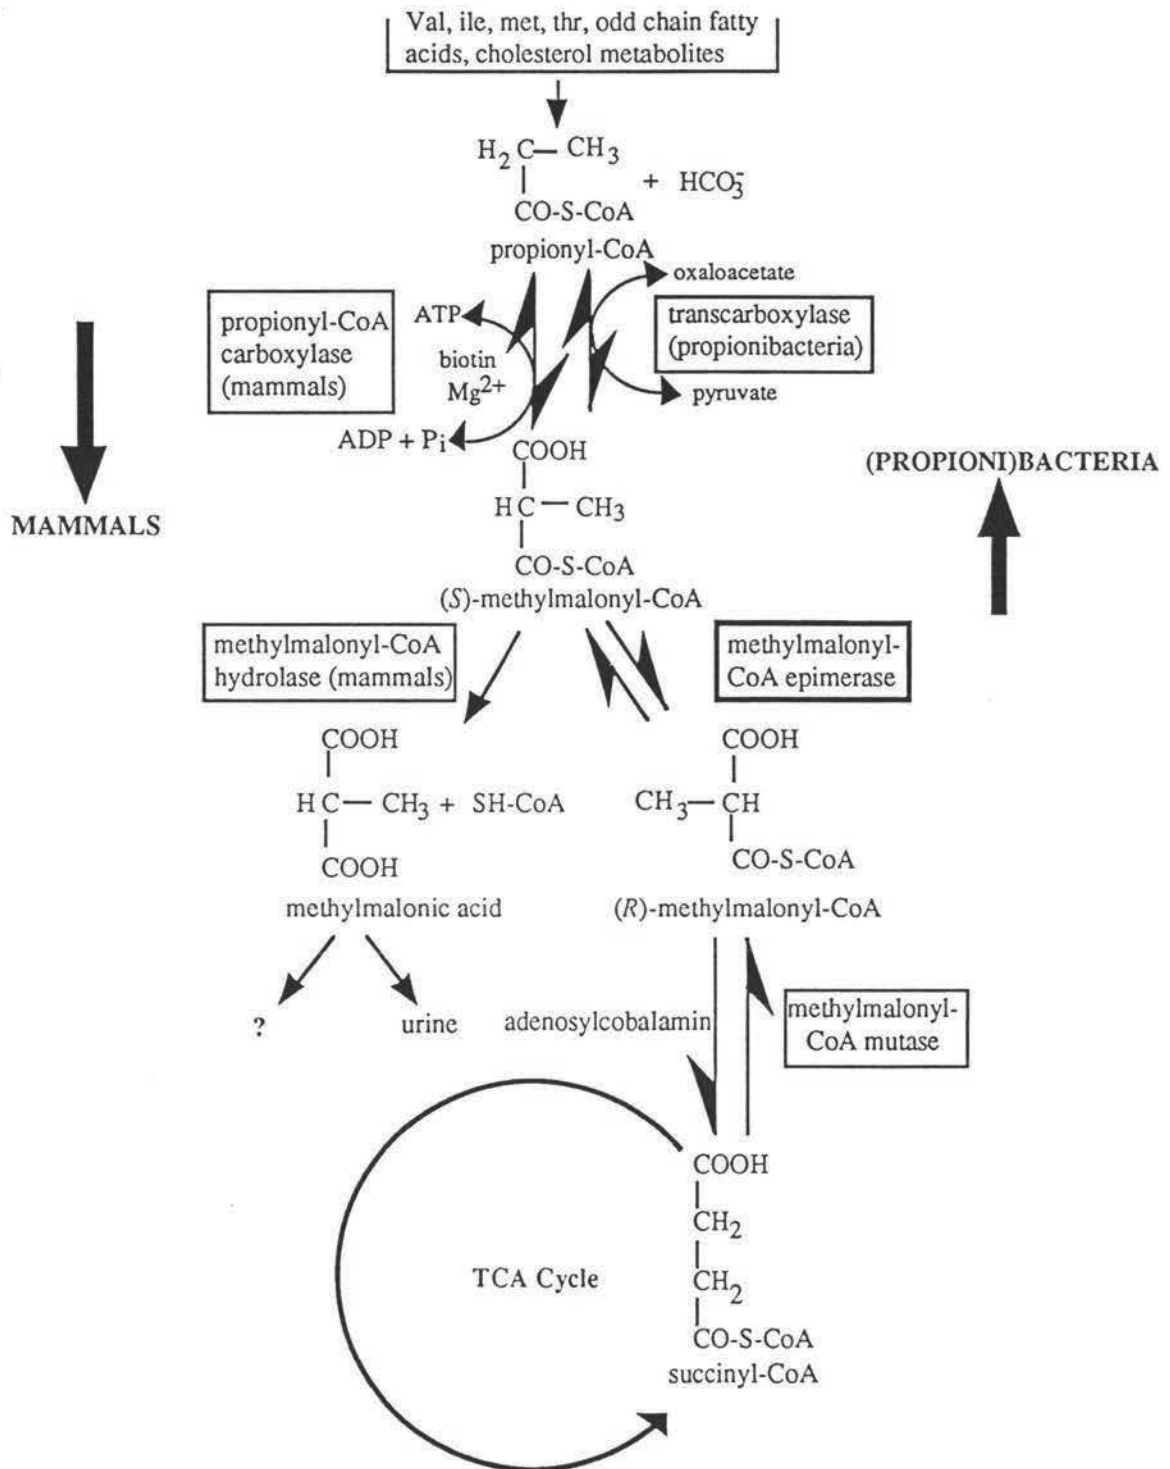 Val, ile, met, thr, odd chain fatty
acids, cholesterol metabolites
H2C— CH3
+ HCO3-
CO-S-CoA
propionyl-CoA
oxaloacetate
propionyl-CoA
carboxylase
(mammals)
ATP
biotin
Mg2+
ADP + Pi
transcarboxylase
(propionibacteria)
pyruvate
COOH
HC— CH3
CO-S-CoA
(S)-methylmalonyl-CoA
MAMMALS
(PROPIONI)BACTERIA
methylmalonyl-CoA
hydrolase (mammals)
methylmalonyl-
CoA epimerase
COOH
HC— CH3 + SH-CoA
COOH
methylmalonic acid
COOH
CH3—CH
CO-S-CoA
(R)-methylmalonyl-CoA
?
urine
adenosylcobalamin
methylmalonyl-
CoA mutase
TCA Cycle
COOH
CH2
CH2
CO-S-CoA
succinyl-CoA